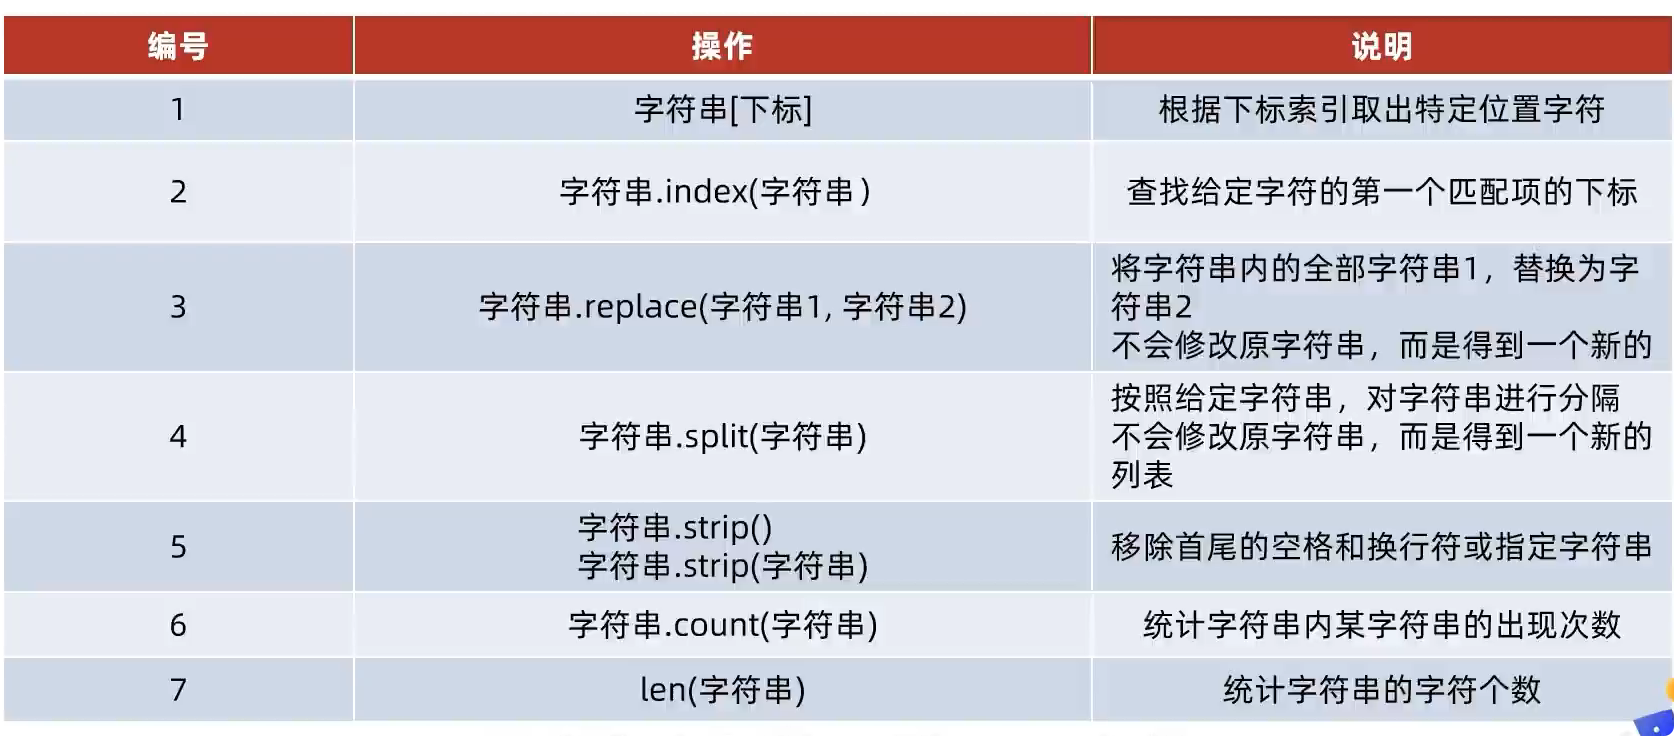 编号 操作 说明
1 字符串[下标] 根据下标索引取出特定位置字符
2 字符串.index(字符串) 查找给定字符的第一个匹配项的下标
3 字符串.replace(字符串1, 字符串2) 将字符串内的全部字符串1，替换为字
符串2
不会修改原字符串，而是得到一个新的
4 字符串.split(字符串) 按照给定字符串，对字符串进行分隔
不会修改原字符串，而是得到一个新的
列表
5 字符串.strip()
字符串.strip(字符串) 移除首尾的空格和换行符或指定字符串
6 字符串.count(字符串) 统计字符串内某字符串的出现次数
7 len(字符串) 统计字符串的字符个数